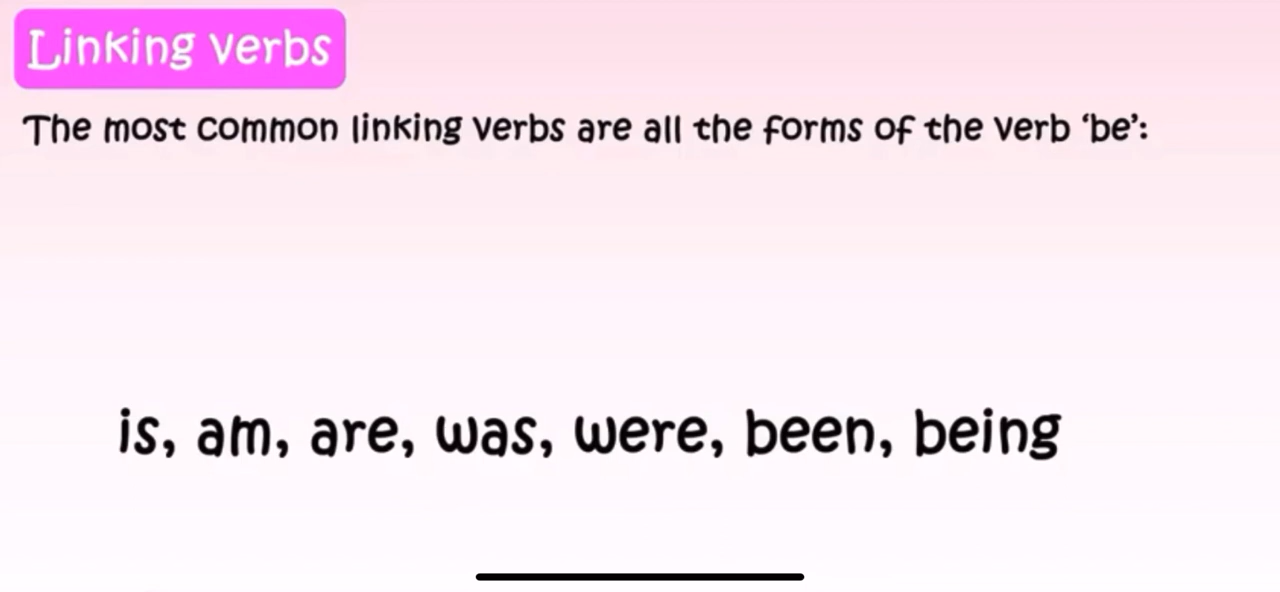 Linking verbs
The most common linking verbs are all the forms of the verb ‘be’:
is, am, are, was, were, been, being